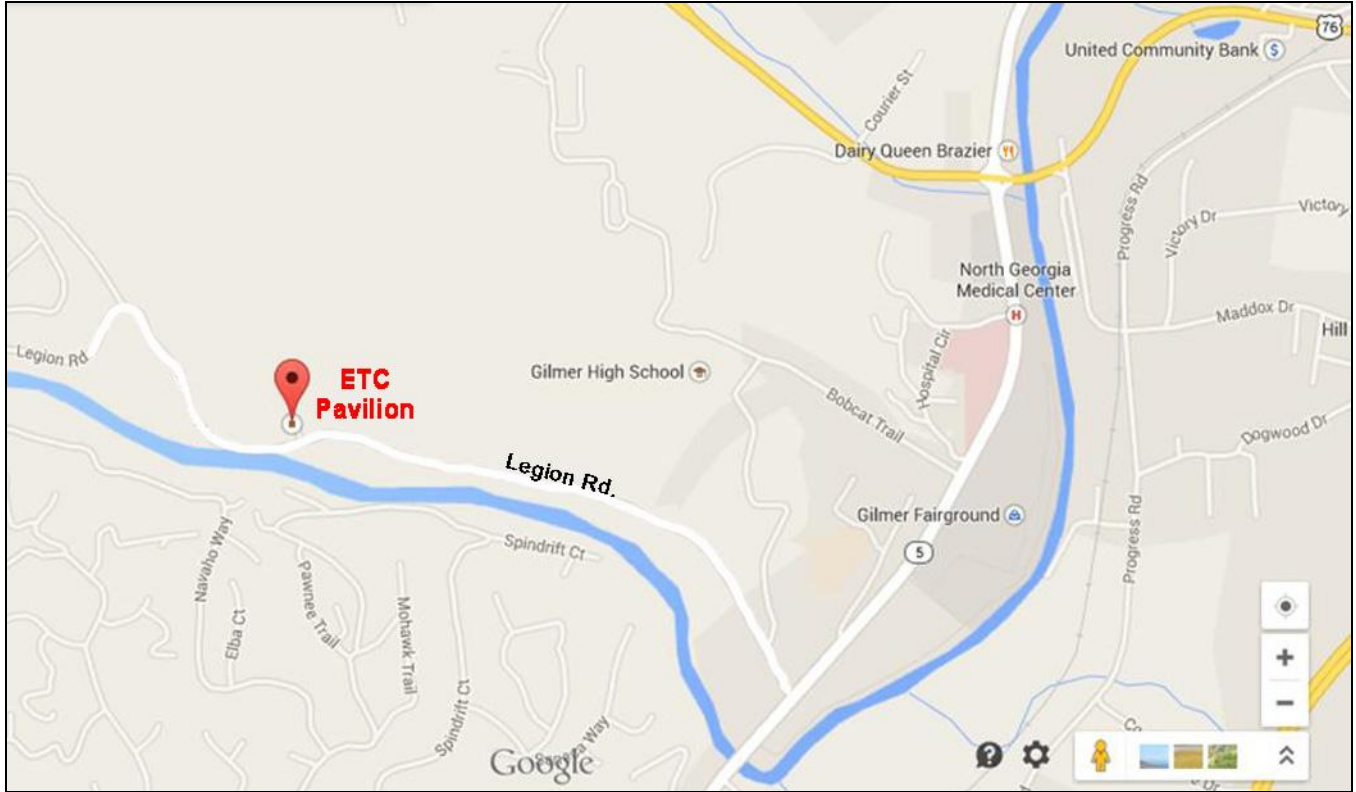 76
United Community Bank
$
Courier St
Dairy Queen Brazier
Progress Rd
Victory Dr
Victory
North Georgia
Medical Center
H
Maddox Dr
Hill
Legion Rd
ETC
Pavilion
Gilmer High School
Hospital Cir
Bobcat Trail
Dogwood Dr
Legion Rd.
Gilmer Fairground
5
Spindrift Ct
Navaho Way
Pawnee Trail
Elba Ct
Mohawk Trail
Progress Rd
Spindrift Ct
Way
Google
?
+
−
Dr